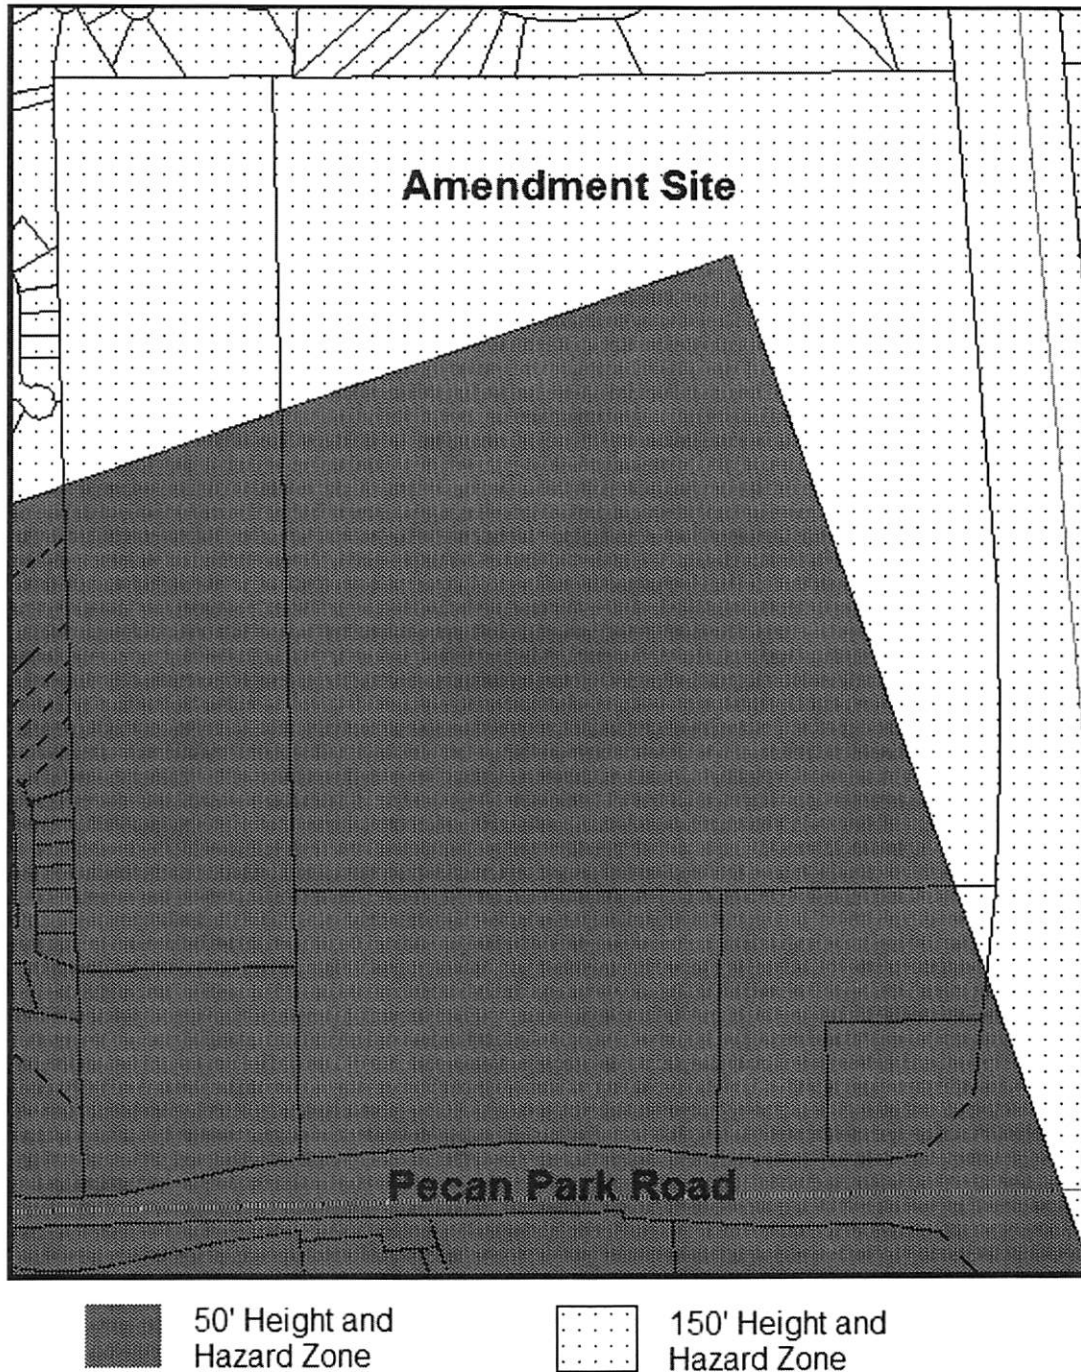 Amendment Site
Pecan Park Road
50' Height and
Hazard Zone
150' Height and
Hazard Zone